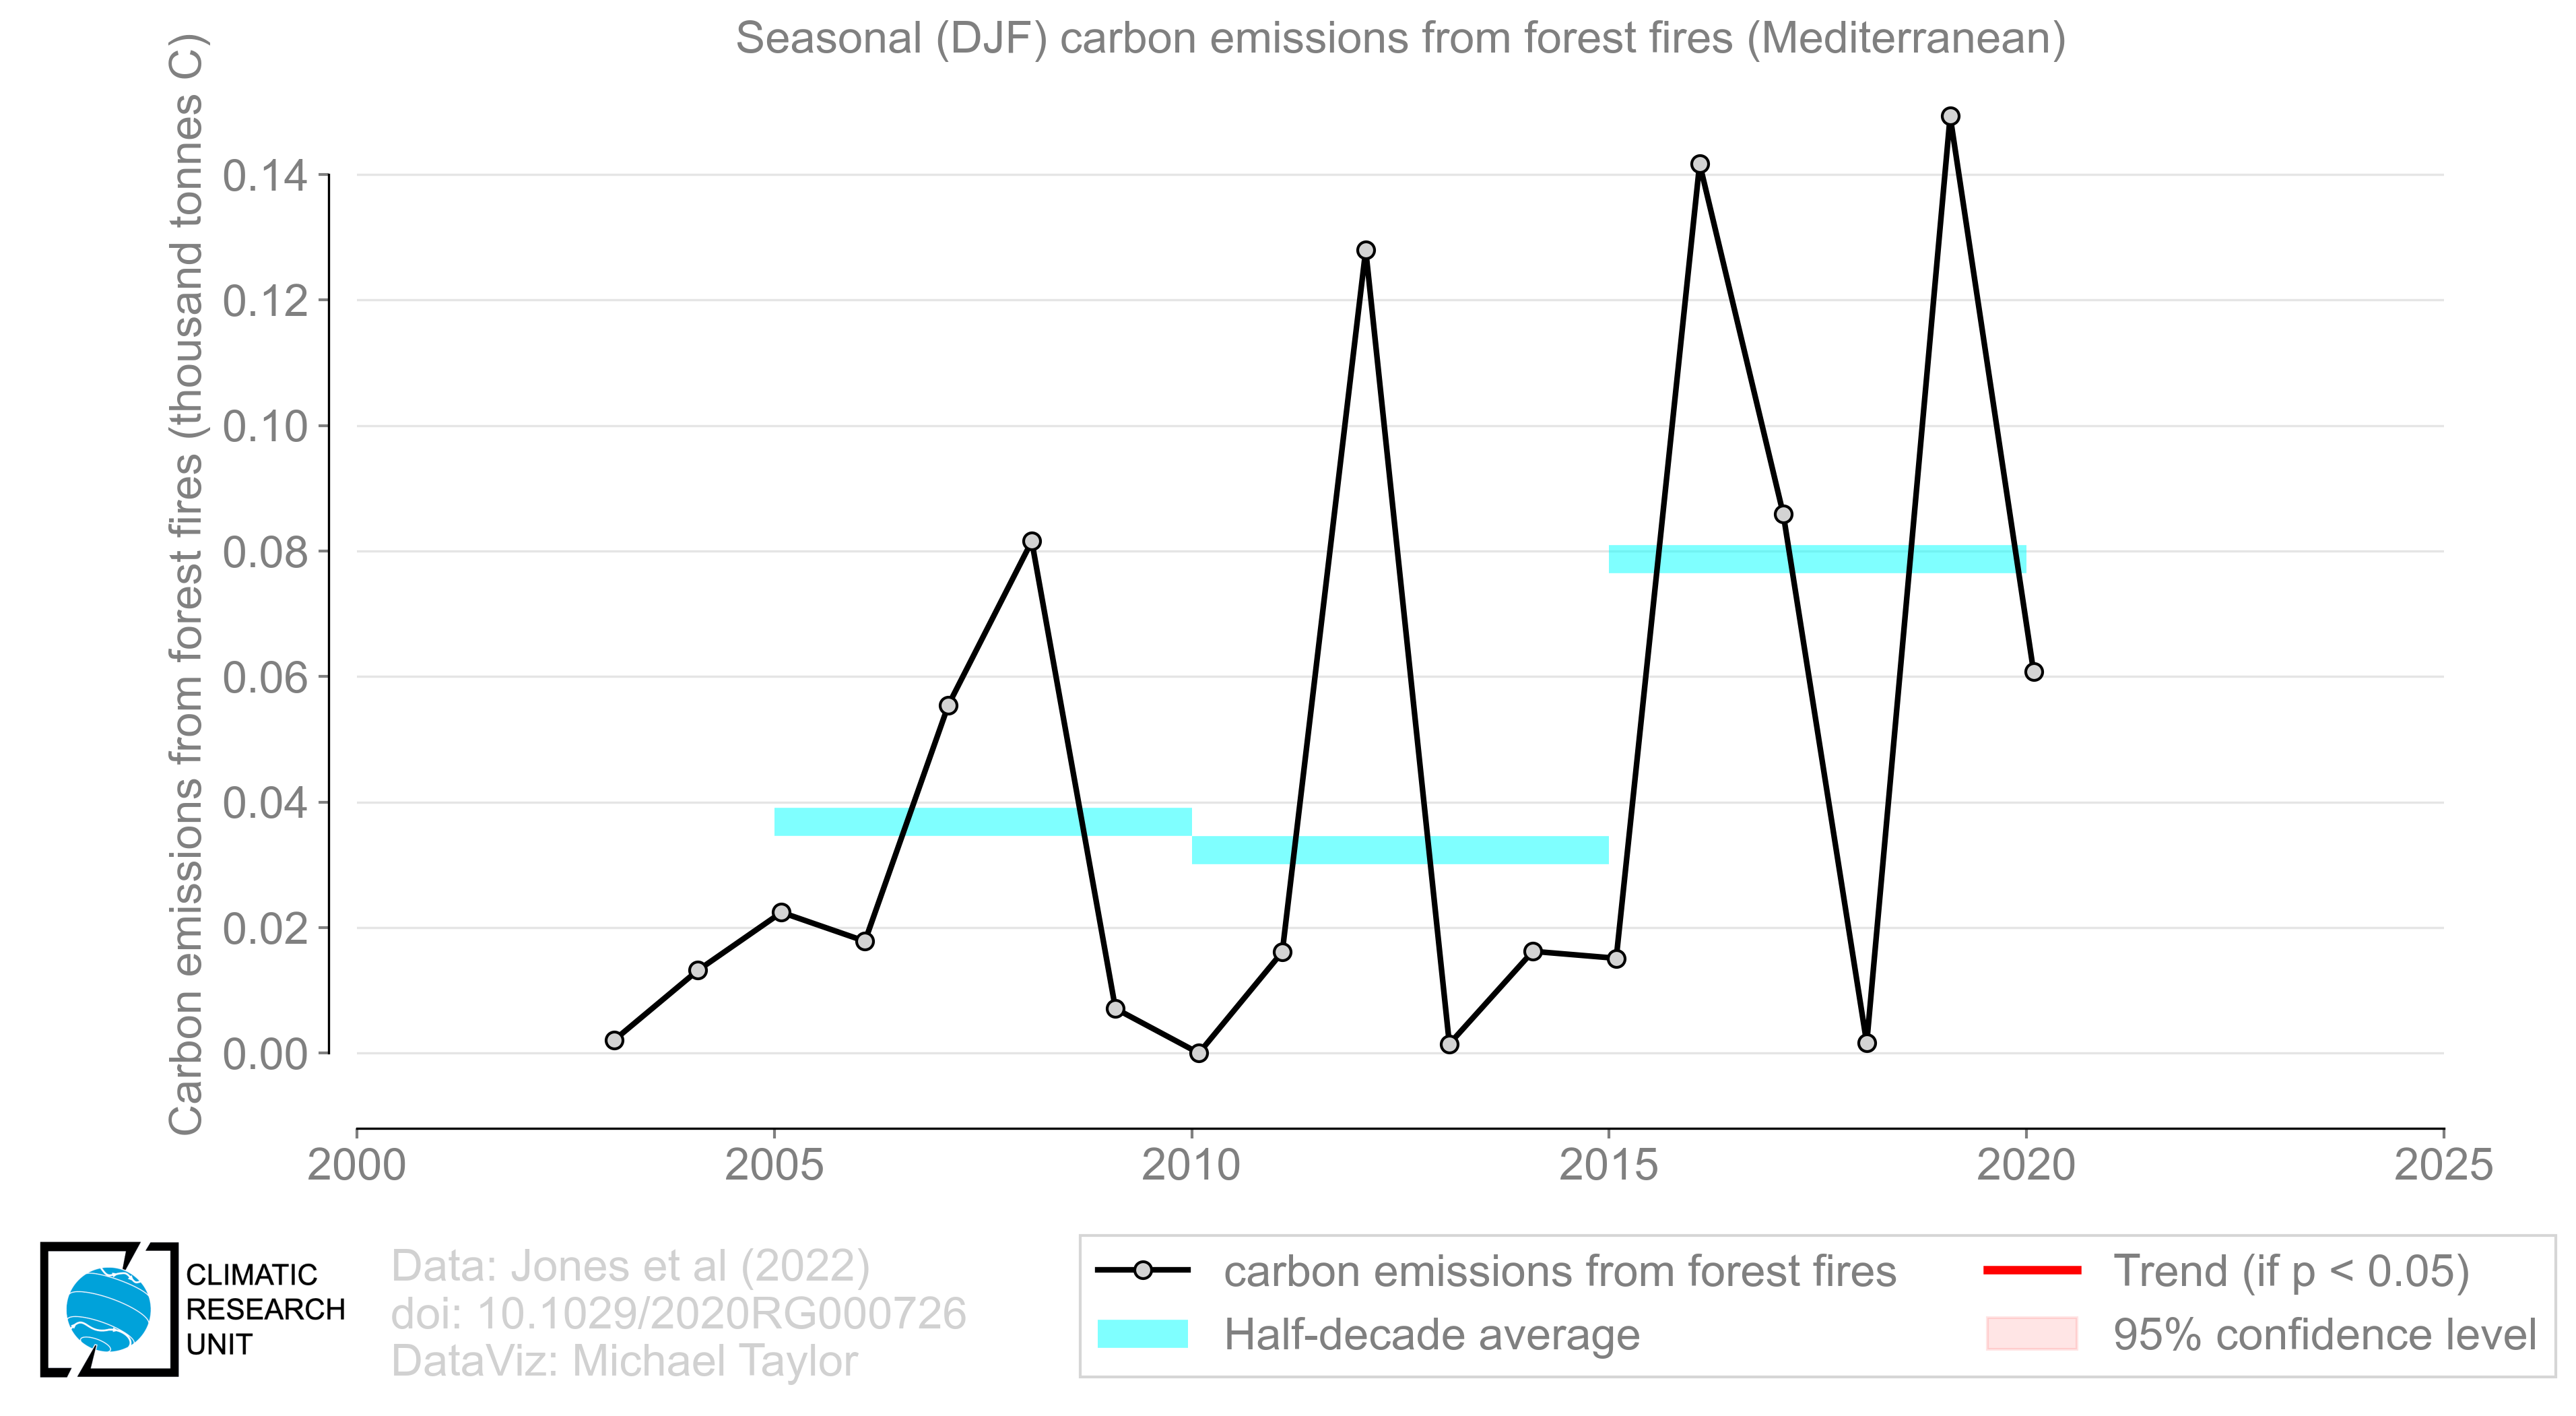 Seasonal (DJF) carbon emissions from forest fires (Mediterranean)
Carbon emissions from forest fires (thousand tonnes C)
0.14
0.12
0.10
0.08
0.06
0.04
0.02
0.00
2000
2005
2010
2015
2020
2025
CLIMATIC
RESEARCH
UNIT
Data: Jones et al (2022)
doi: 10.1029/2020RG000726
DataViz: Michael Taylor
carbon emissions from forest fires
Half-decade average
Trend (if p < 0.05)
95% confidence level